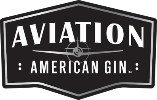 AVIATION
: AMERICAN GIN. :